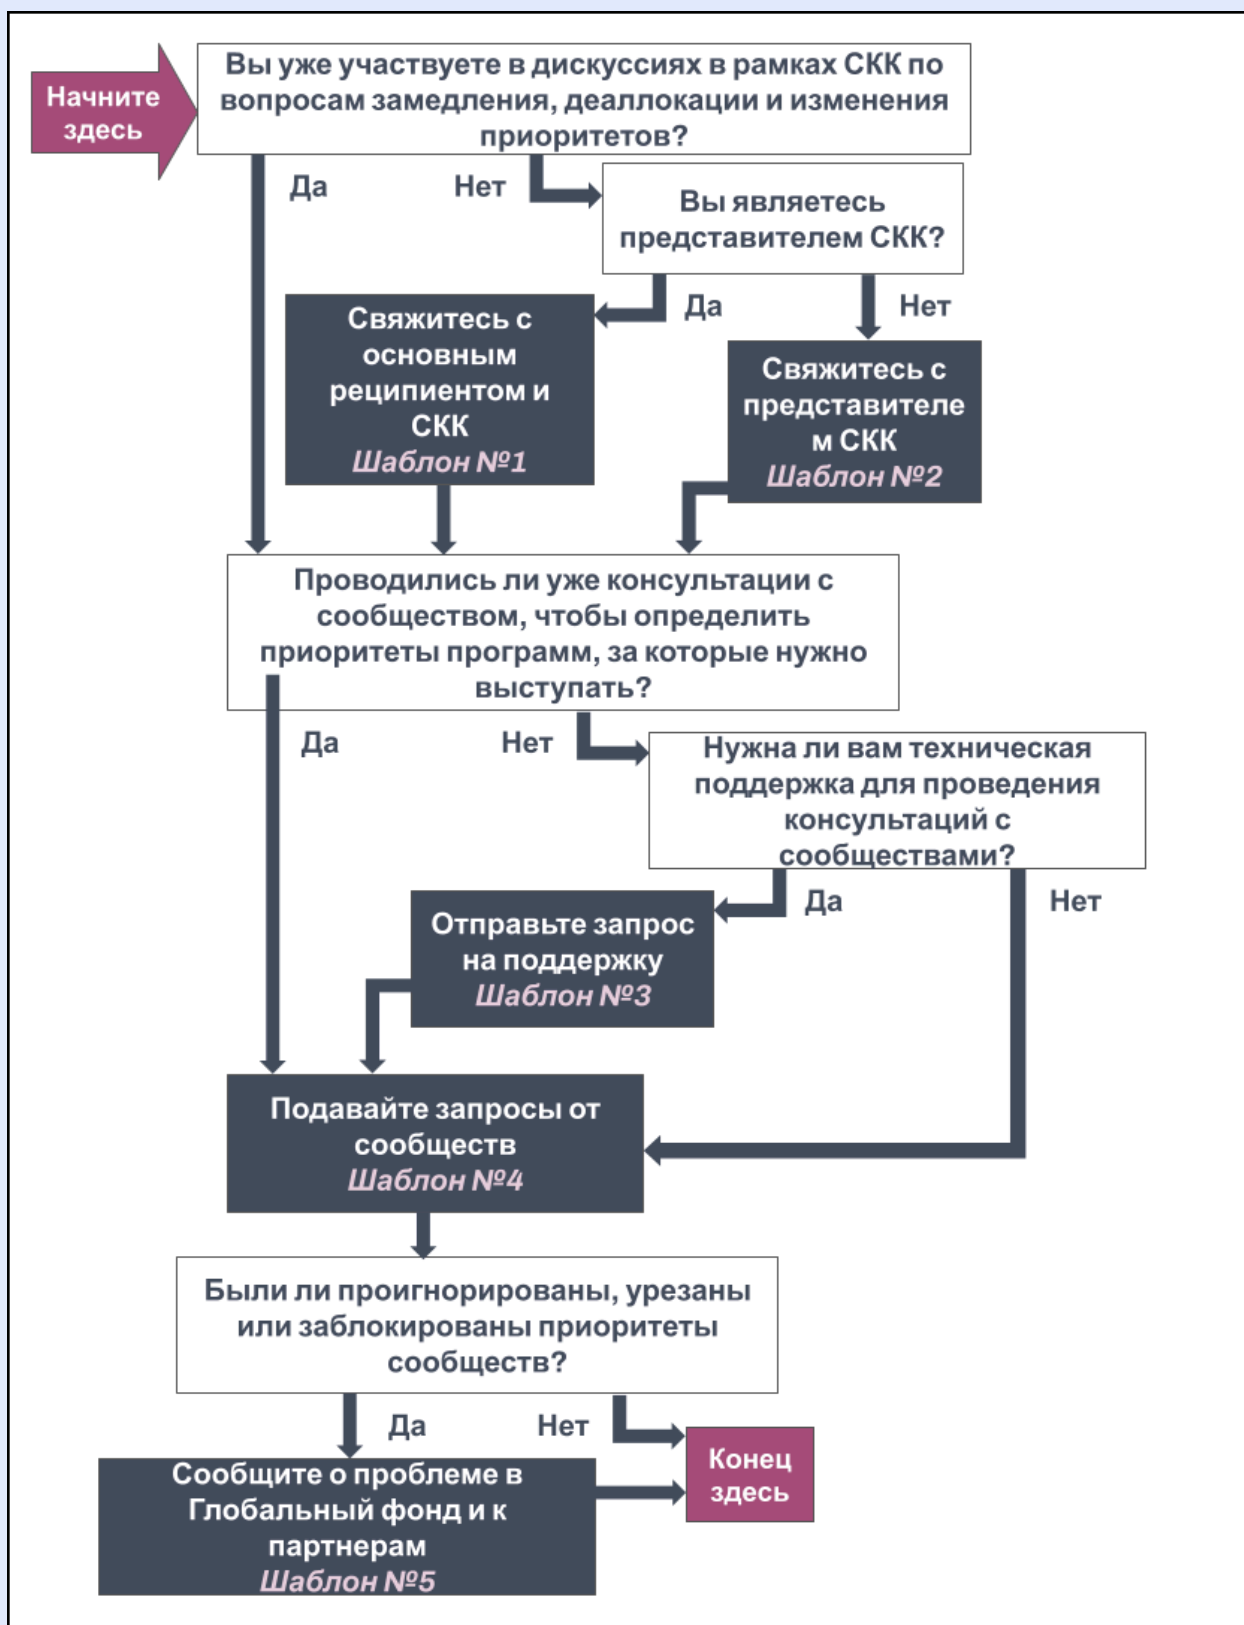 Начните
здесь
Вы уже участвуете в дискуссиях в рамках СКК по
вопросам замедления, деаллокации и изменения
приоритетов?
Да
Нет
Вы являетесь
представителем СКК?
Да
Нет
Свяжитесь с
основным
реципиентом и
СКК
Шаблон №1
Свяжитесь с
представителе
м СКК
Шаблон №2
Проводились ли уже консультации с
сообществом, чтобы определить
приоритеты программ, за которые нужно
выступать?
Да
Нет
Нужна ли вам техническая
поддержка для проведения
консультаций с
сообществами?
Да
Нет
Отправьте запрос
на поддержку
Шаблон №3
Подавайте запросы от
сообществ
Шаблон №4
Были ли проигнорированы, урезаны
или заблокированы приоритеты
сообществ?
Да
Нет
Конец
здесь
Сообщите о проблеме в
Глобальный фонд и к
партнерам
Шаблон №5